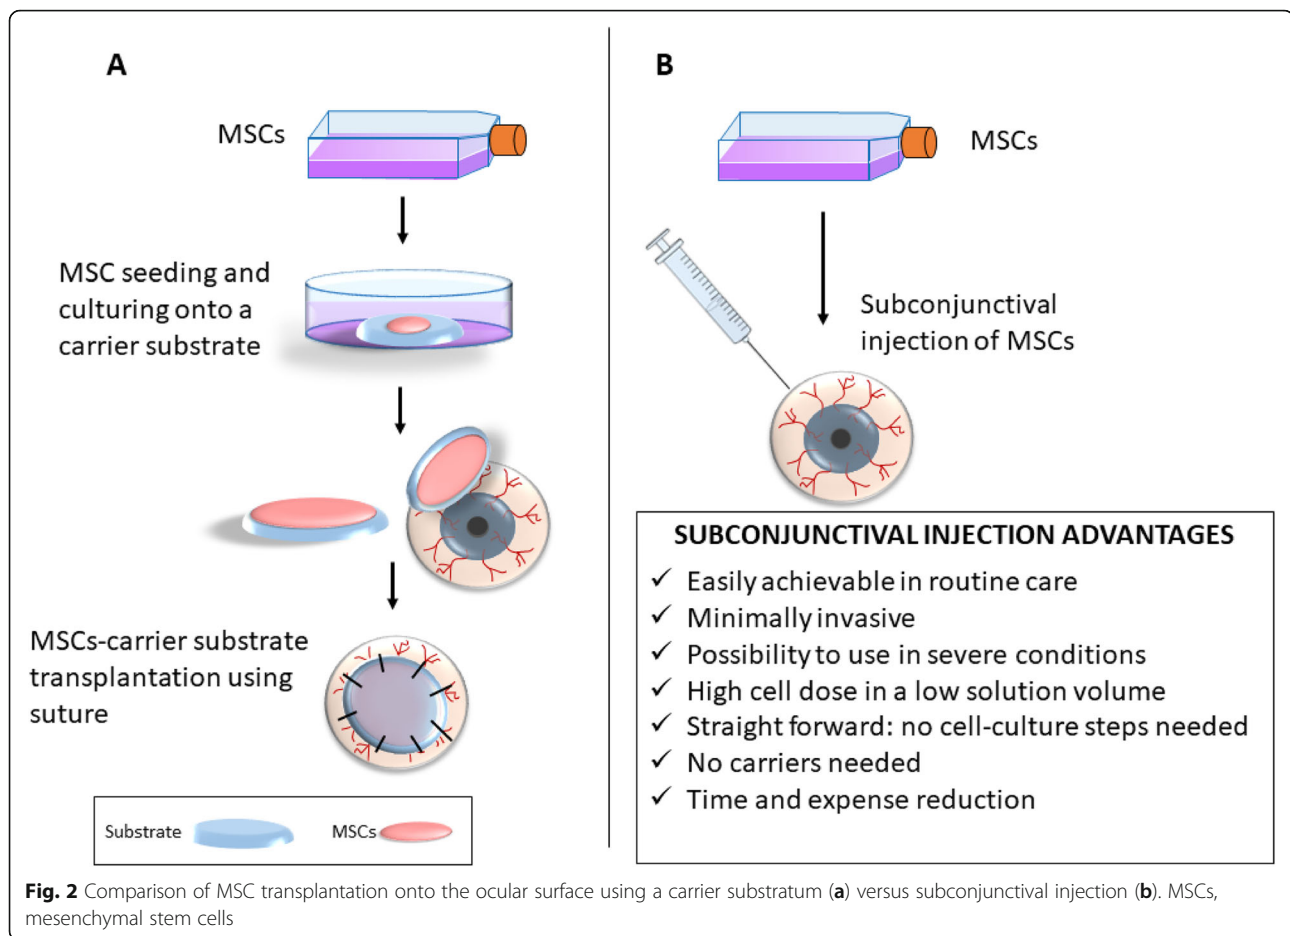 A
MSCs
MSC seeding and
culturing onto a
carrier substrate
MSCs-carrier substrate
transplantation using
suture
Substrate
MSCs
B
MSCs
Subconjunctival
injection of MSCs
SUBCONJUNCTIVAL INJECTION ADVANTAGES
✓ Easily achievable in routine care
✓ Minimally invasive
✓ Possibility to use in severe conditions
✓ High cell dose in a low solution volume
✓ Straight forward: no cell-culture steps needed
✓ No carriers needed
✓ Time and expense reduction
Fig. 2 Comparison of MSC transplantation onto the ocular surface using a carrier substratum (a) versus subconjunctival injection (b). MSCs,
mesenchymal stem cells